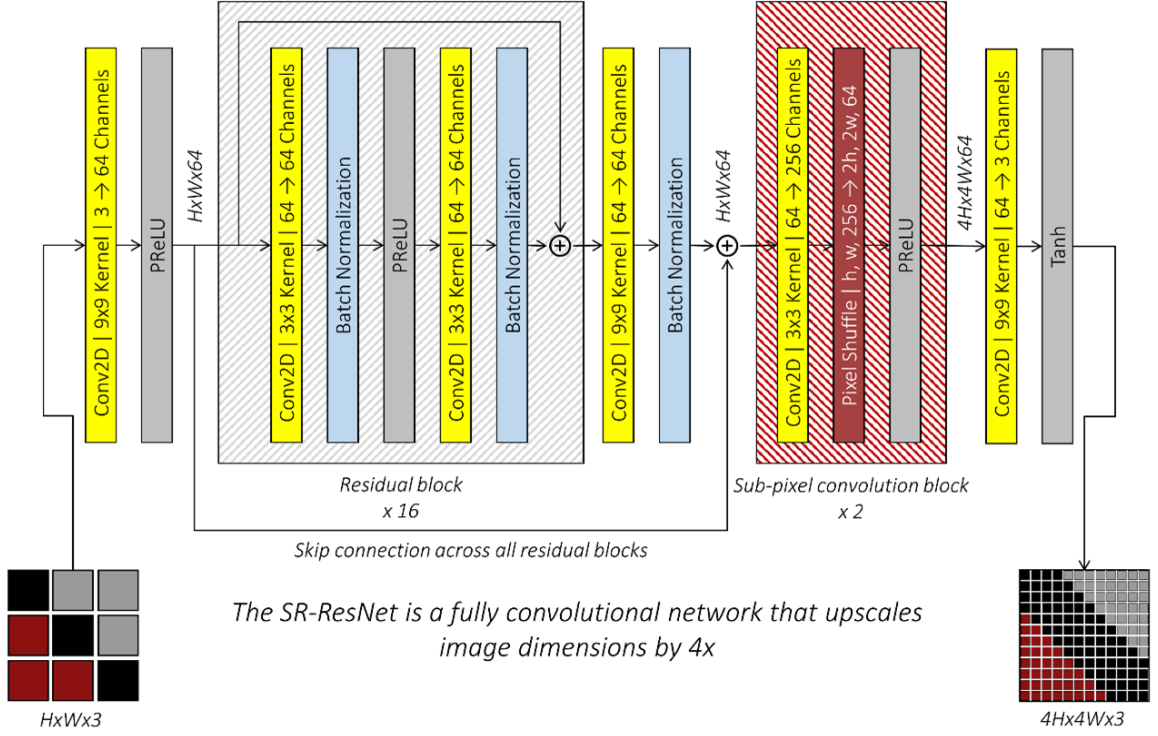 Conv2D | 9x9 Kernel | 3 → 64 Channels
PReLU
HxWx64
Conv2D | 3x3 Kernel | 64 → 64 Channels
Batch Normalization
PReLU
Conv2D | 3x3 Kernel | 64 → 64 Channels
Batch Normalization
+
Conv2D | 9x9 Kernel | 64 → 64 Channels
Batch Normalization
HxWx64
+
Conv2D | 3x3 Kernel | 64 → 256 Channels
Pixel Shuffle | h, w, 256 → 2h, 2w, 64
PReLU
4Hx4Wx64
Conv2D | 9x9 Kernel | 64 → 3 Channels
Tanh
Residual block
x 16
Sub-pixel convolution block
x 2
Skip connection across all residual blocks
The SR-ResNet is a fully convolutional network that upscales
image dimensions by 4x
HxWx3
4Hx4Wx3